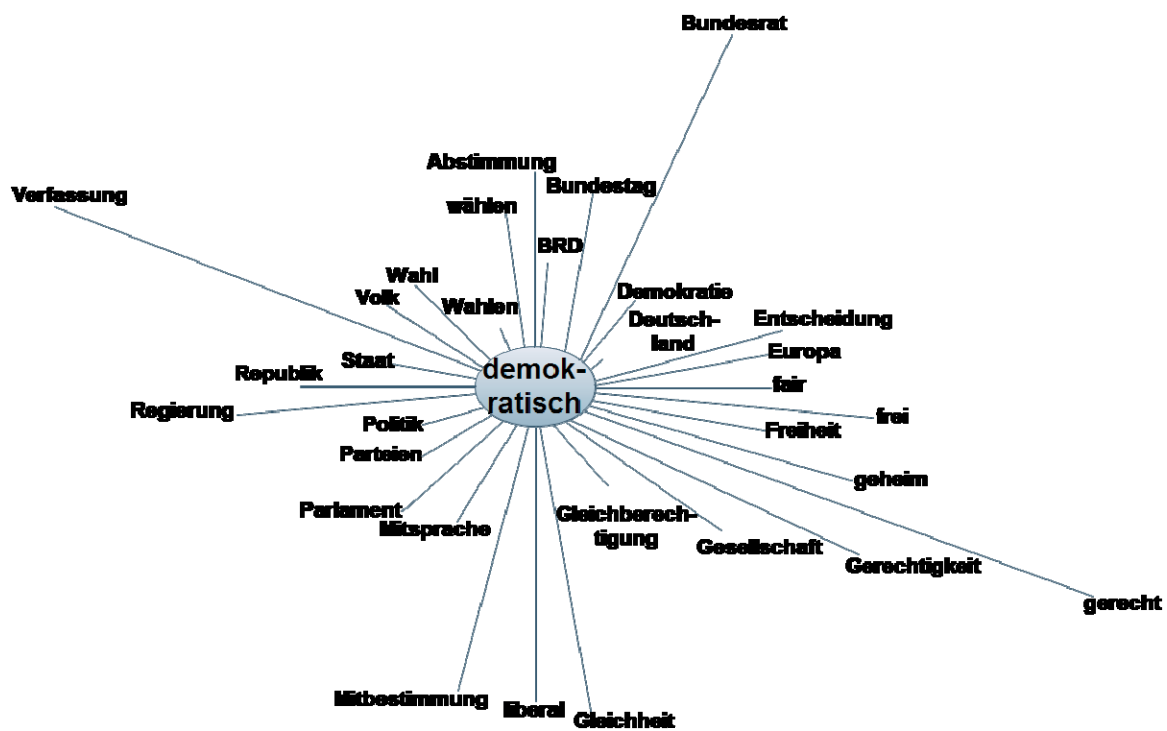 Bundesrat
Abstimmung
Bundestag
Verfassung
wählen
BRD
Wahl
Demokratie
Volk
Wahlen
Deutsch-
land
Entscheidung
Europa
Staat
demok-
ratisch
Republik
fair
Regierung
frei
Politik
Freiheit
Parteien
geheim
Parlament
Mitsprache
Gleichberech-
tigung
Gesellschaft
Gerechtigkeit
gerecht
Mitbestimmung
liberal
Gleichheit